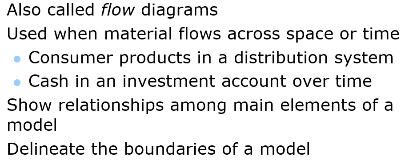 Also called flow diagrams
Used when material flows across space or time
• Consumer products in a distribution system
• Cash in an investment account over time
Show relationships among main elements of a
model
Delineate the boundaries of a model